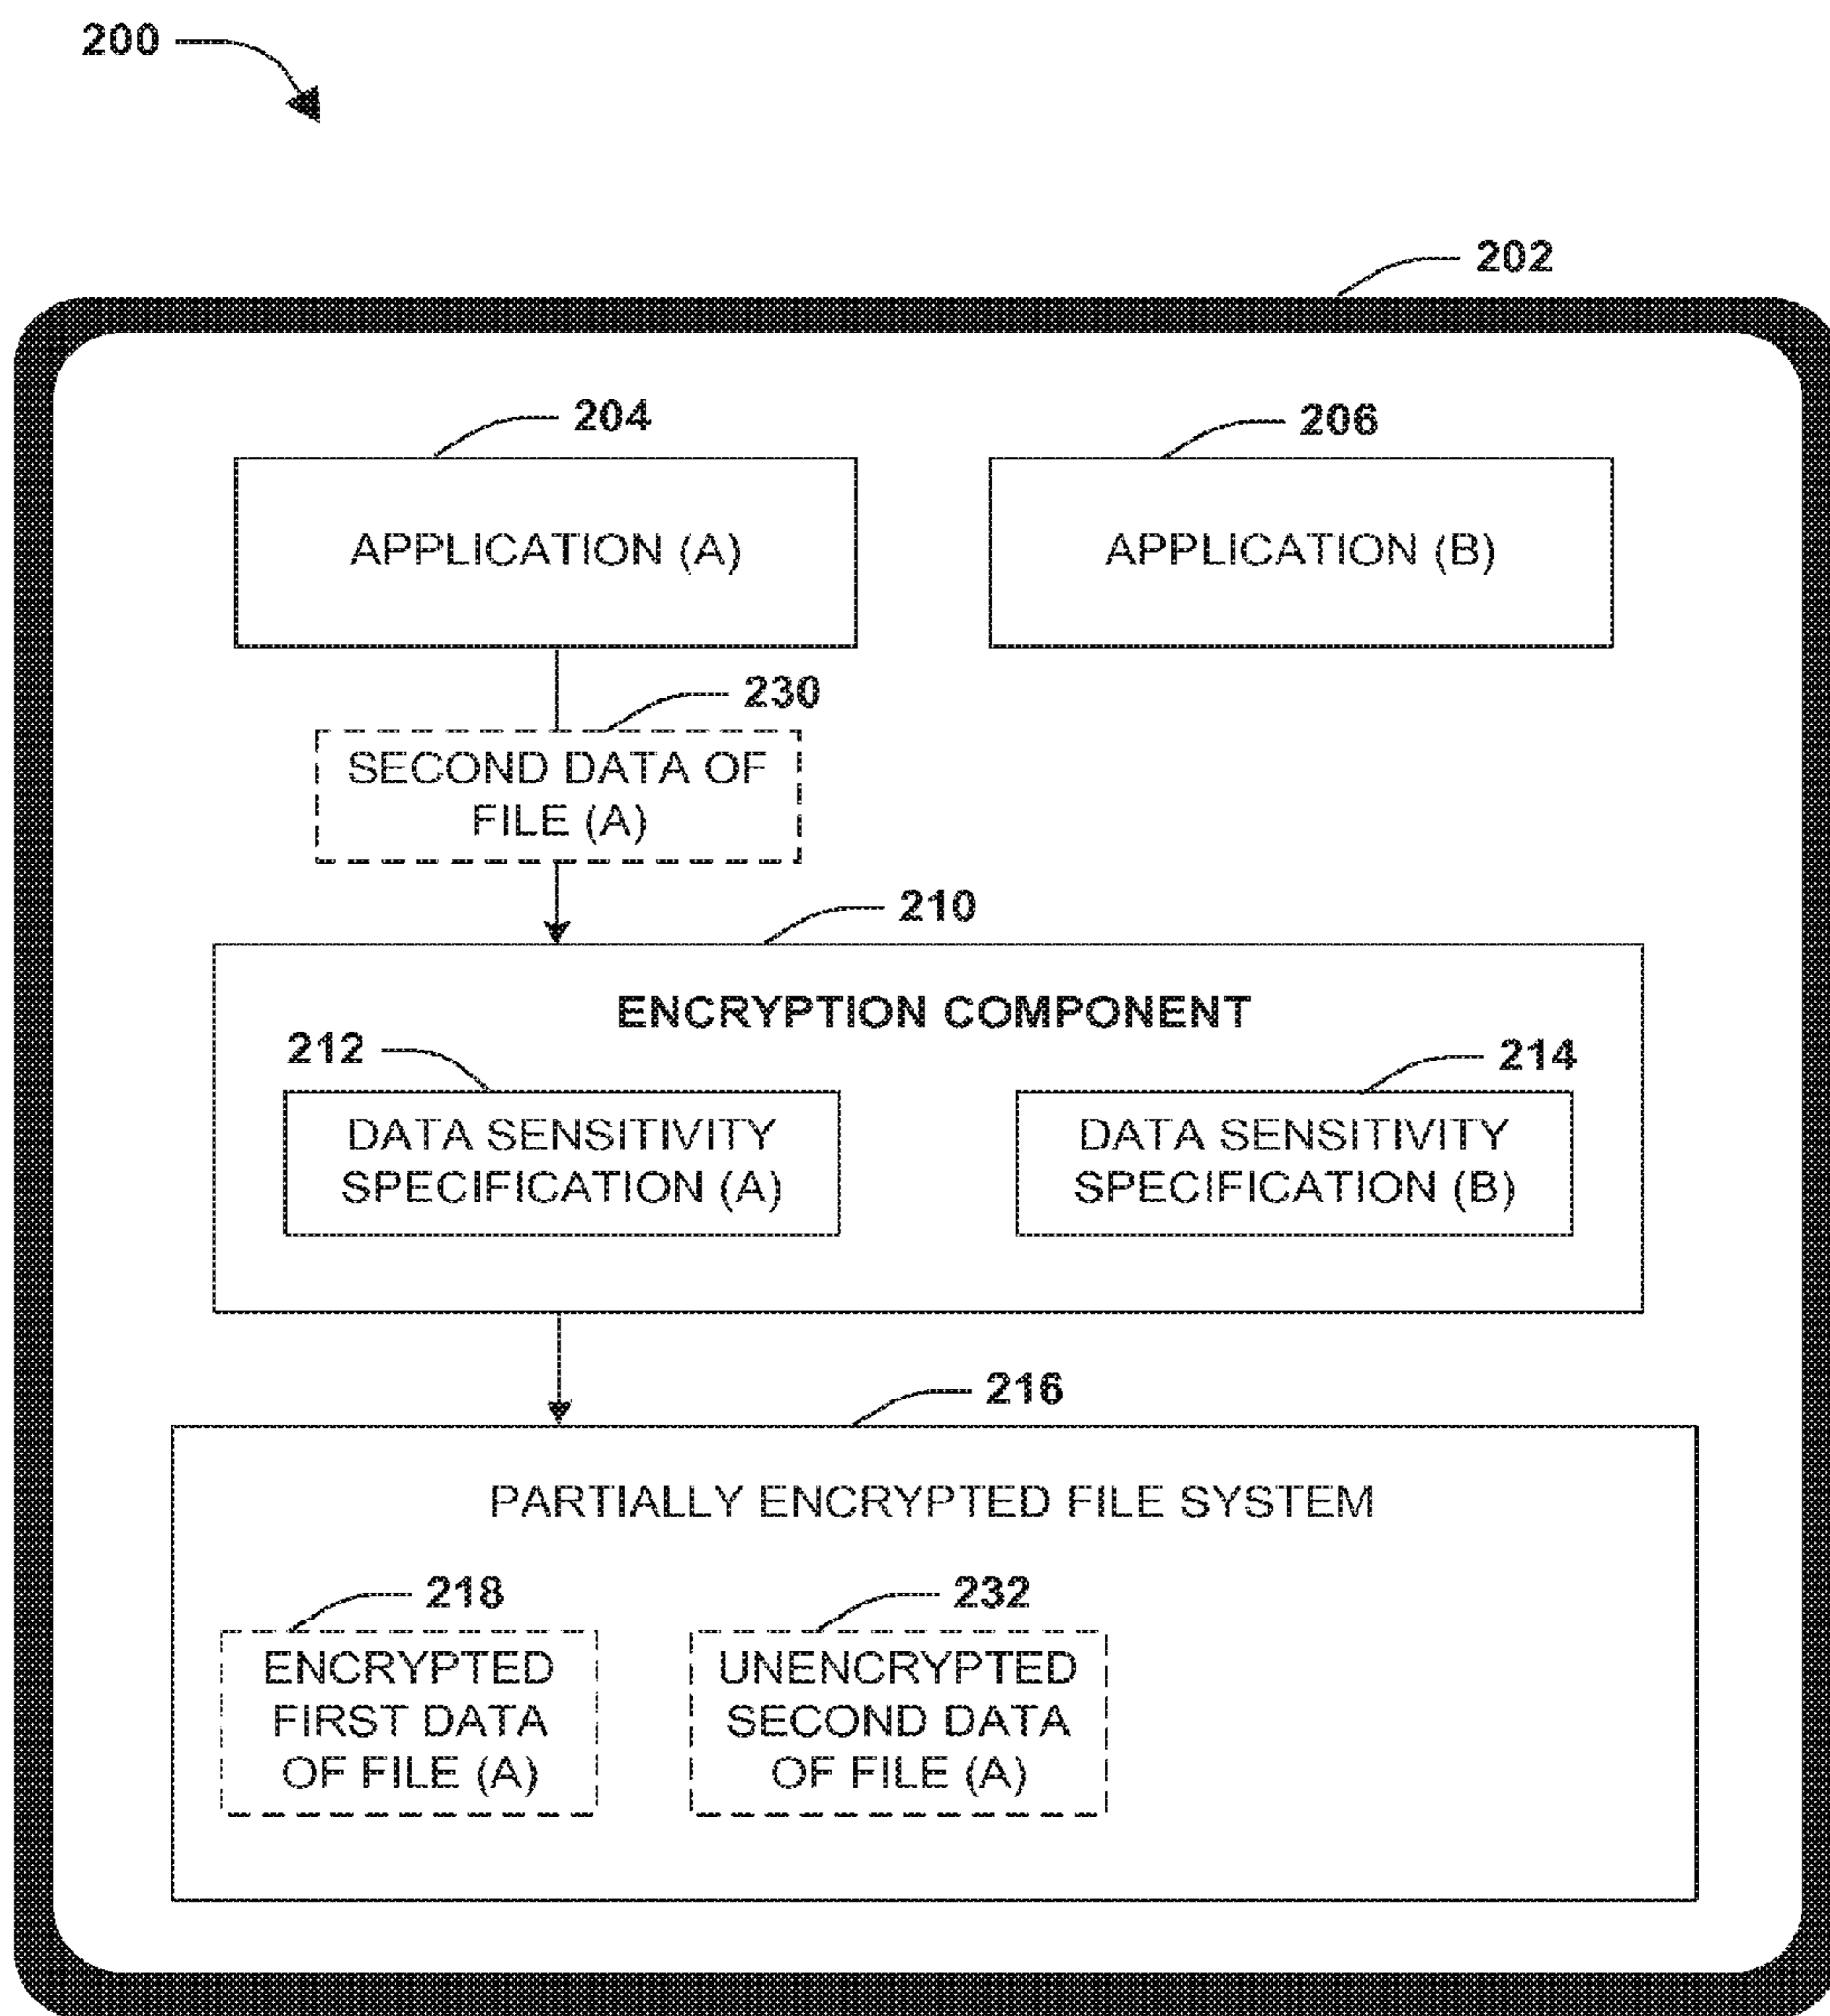 200
202
204
206
APPLICATION (A)
APPLICATION (B)
230
SECOND DATA OF
FILE (A)
210
ENCRYPTION COMPONENT
212
214
DATA SENSITIVITY
SPECIFICATION (A)
DATA SENSITIVITY
SPECIFICATION (B)
216
PARTIALLY ENCRYPTED FILE SYSTEM
218
232
ENCRYPTED
FIRST DATA
OF FILE (A)
UNENCRYPTED
SECOND DATA
OF FILE (A)